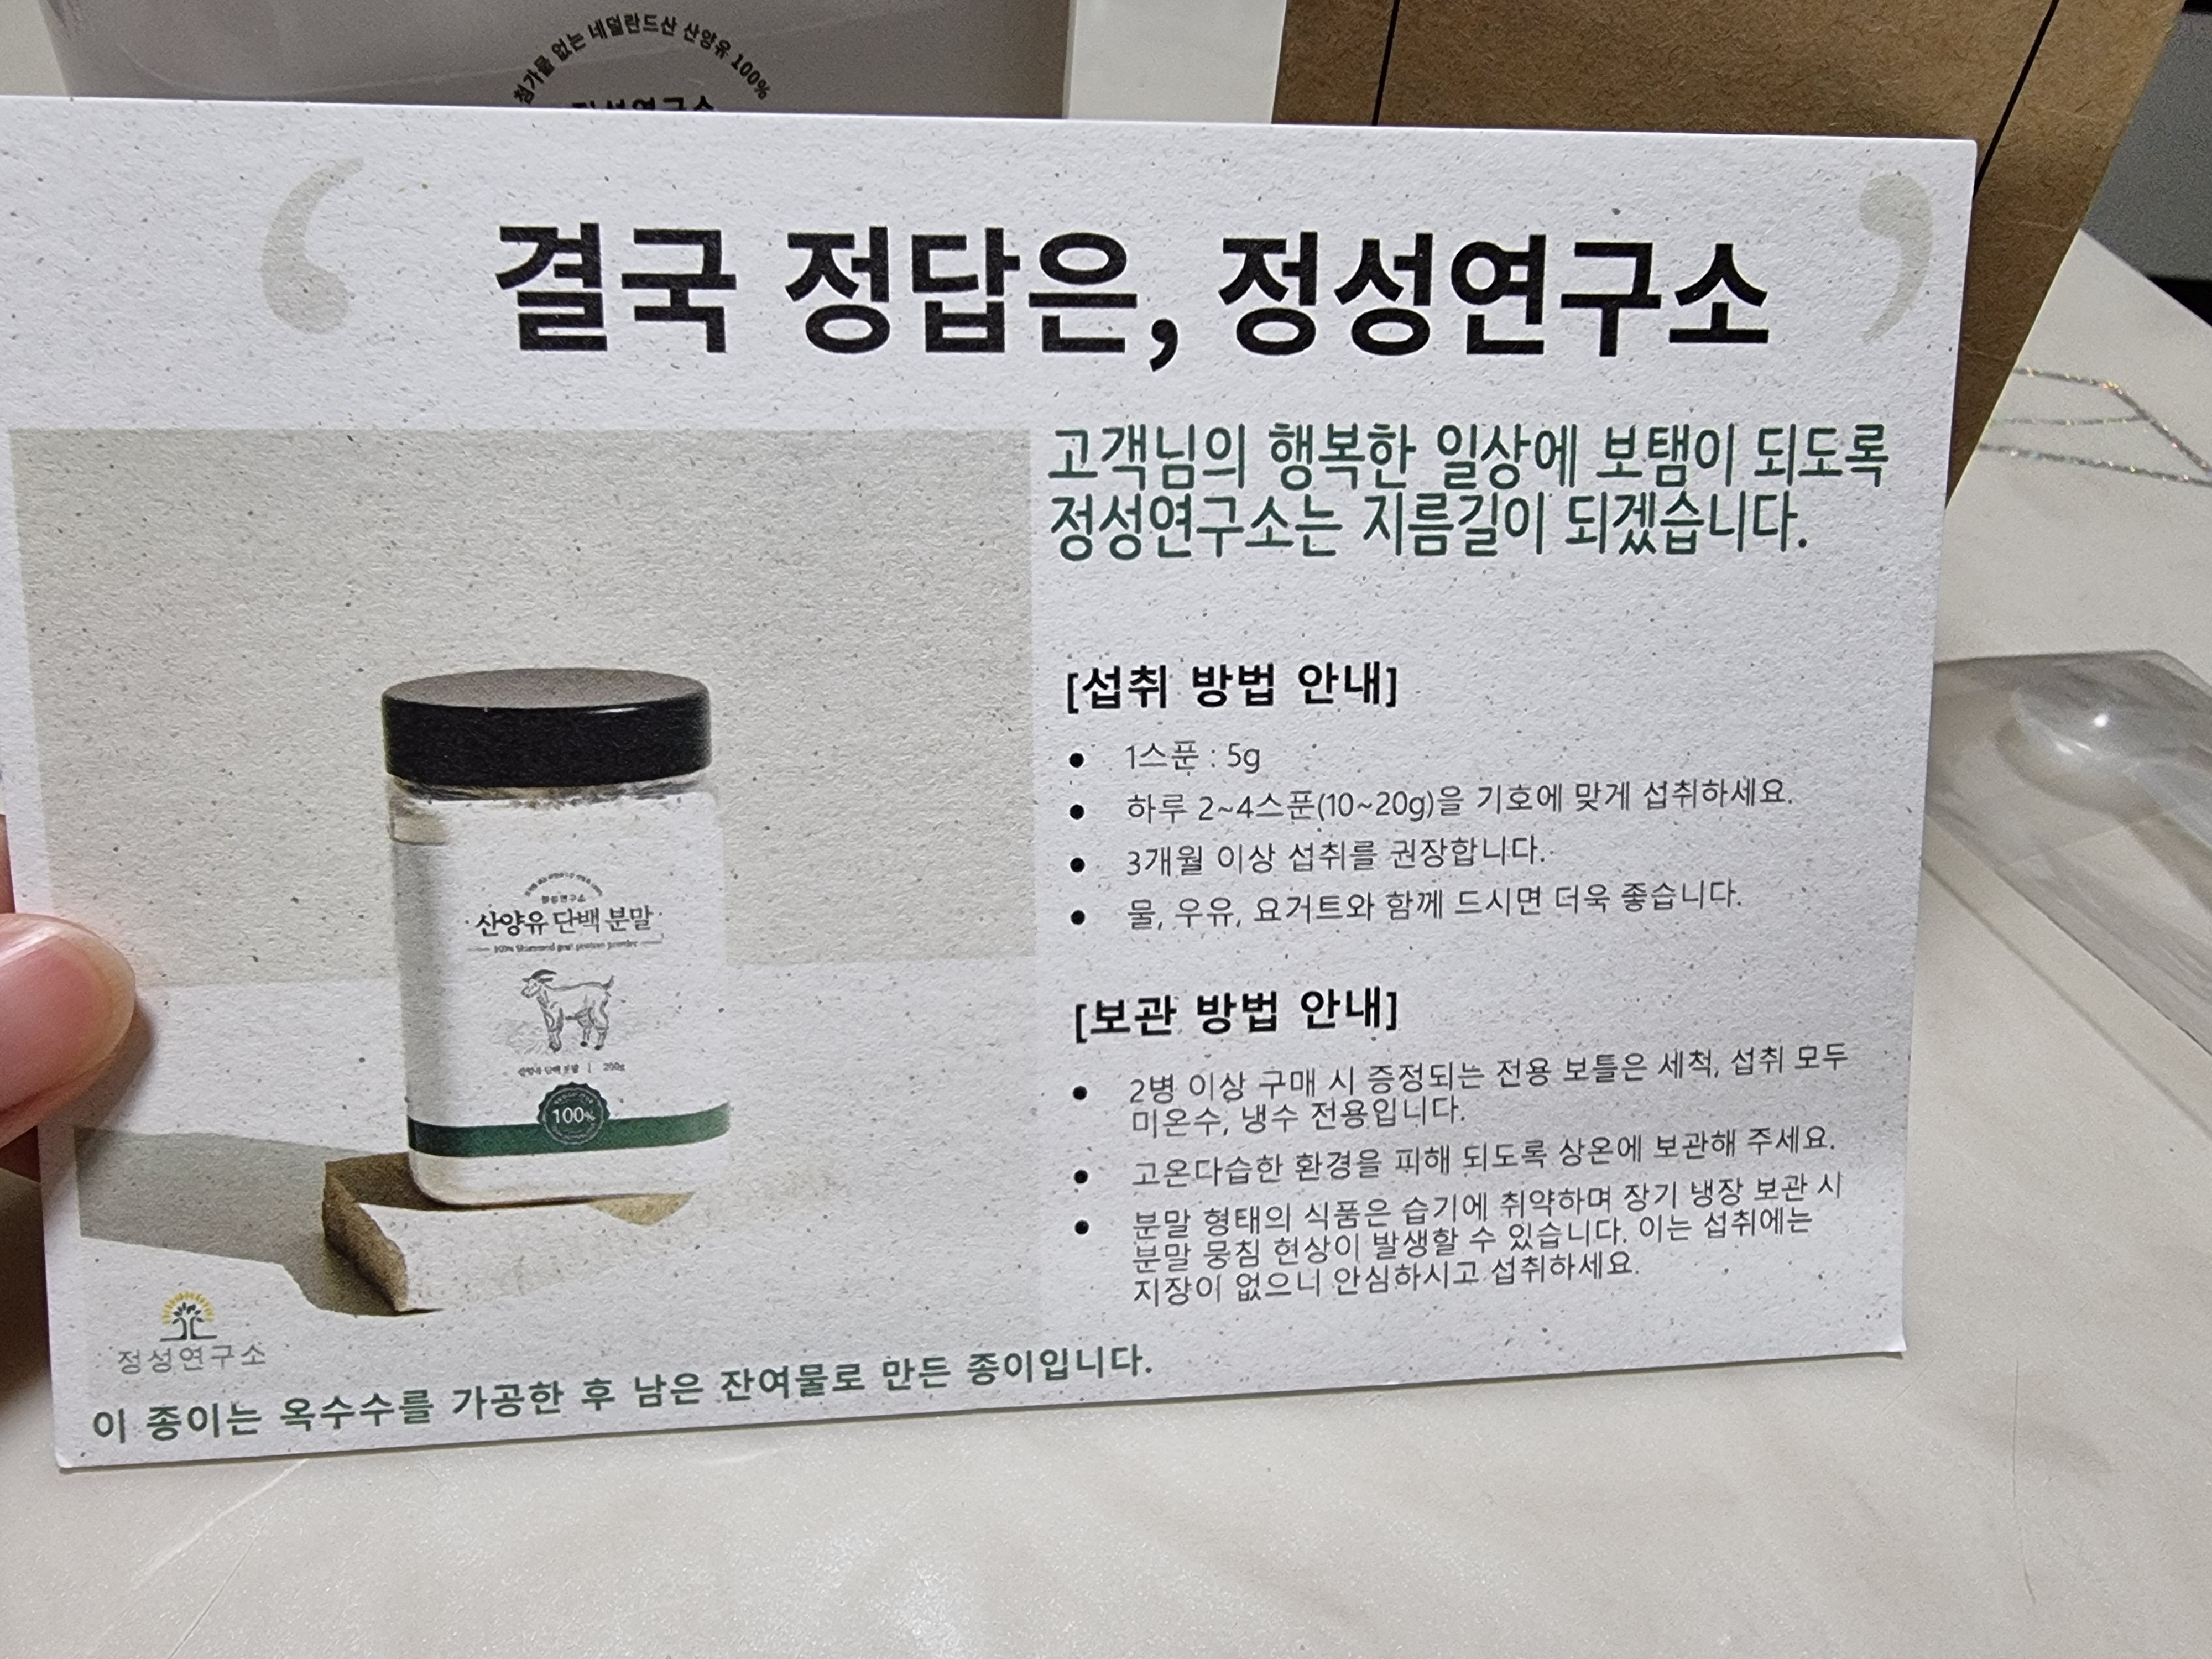 첨가물 없는 네덜란드산 산양유 100%
정성연구소
결국 정답은, 정성연구소
고객님의 행복한 일상에 보탬이 되도록
정성연구소는 지름길이 되겠습니다.
[섭취 방법 안내]
● 1스푼 : 5g
● 하루 2~4스푼(10~20g)을 기호에 맞게 섭취하세요.
● 3개월 이상 섭취를 권장합니다.
● 물, 우유, 요거트와 함께 드시면 더욱 좋습니다.
[보관 방법 안내]
● 2병 이상 구매 시 증정되는 전용 보틀은 세척, 섭취 모두
미온수, 냉수 전용입니다.
● 고온다습한 환경을 피해 되도록 상온에 보관해 주세요.
● 분말 형태의 식품은 습기에 취약하며 장기 냉장 보관 시
분말 뭉침 현상이 발생할 수 있습니다. 이는 섭취에는
지장이 없으니 안심하시고 섭취하세요.
정성연구소
· 산양유 단백 분말 ·
산양유 단백 분말 | 200g
100%
정성연구소
이 종이는 옥수수를 가공한 후 남은 잔여물로 만든 종이입니다.